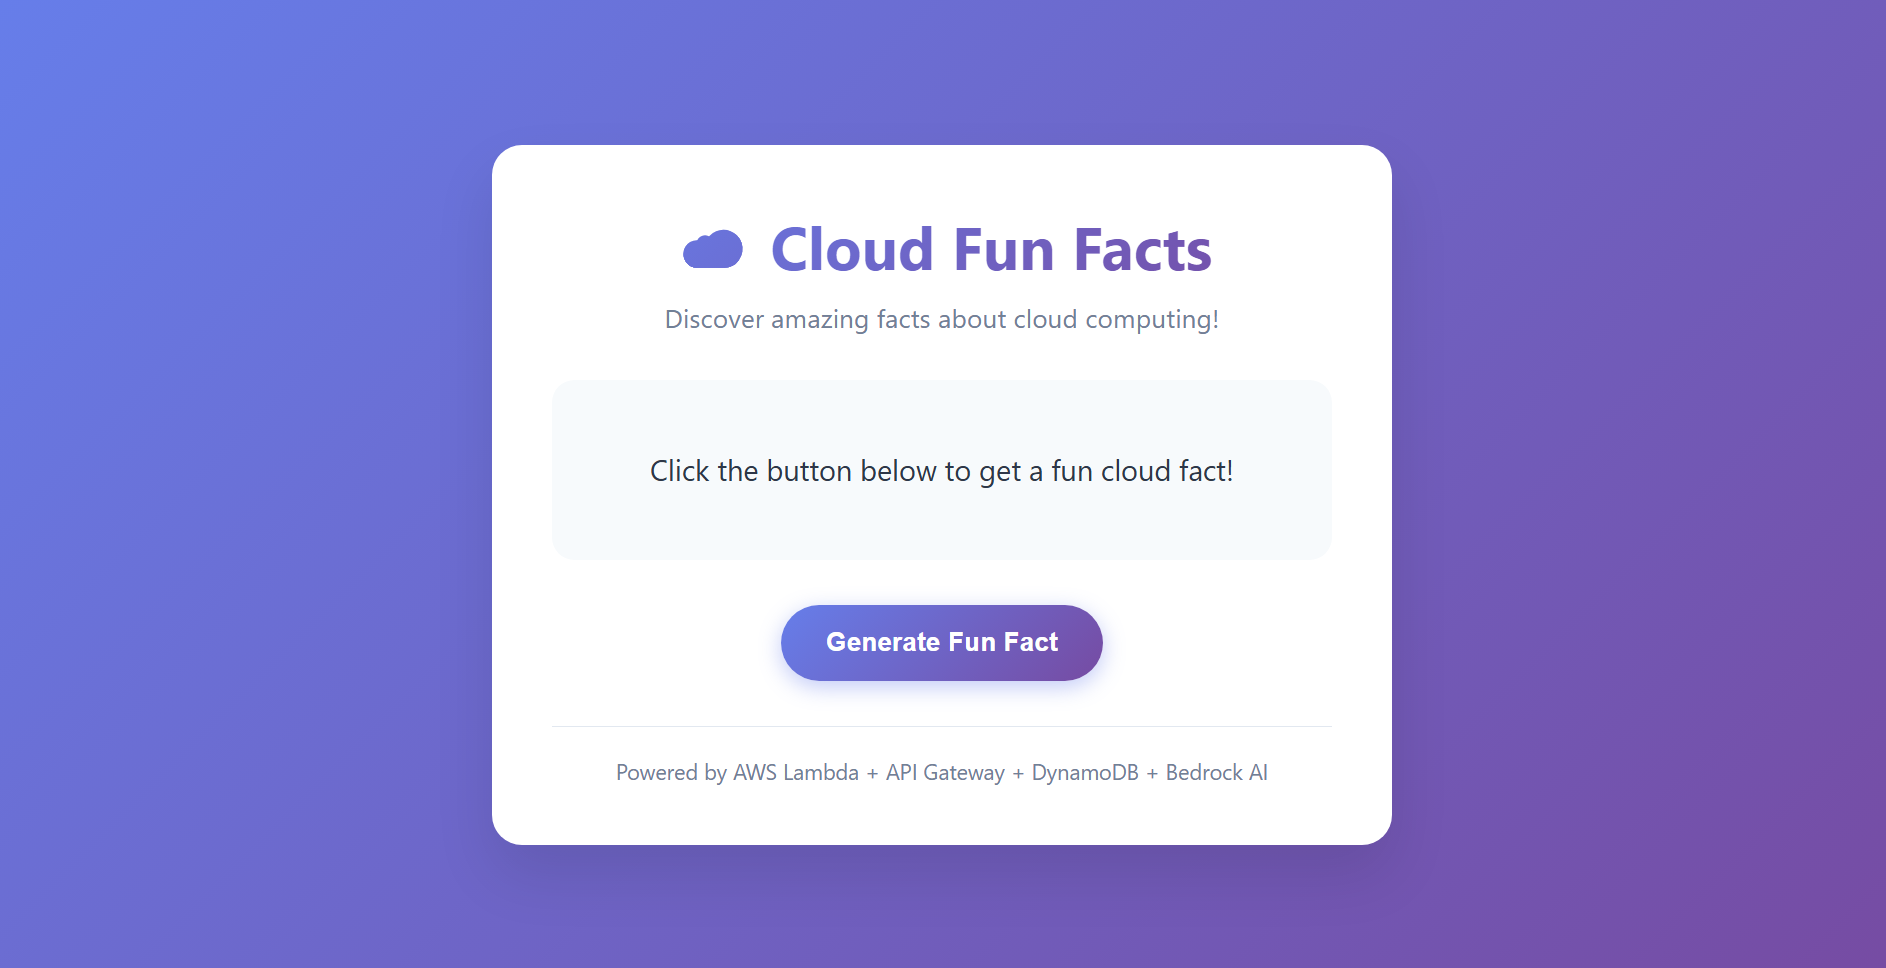 Cloud Fun Facts
Discover amazing facts about cloud computing!
Click the button below to get a fun cloud fact!
Generate Fun Fact
Powered by AWS Lambda + API Gateway + DynamoDB + Bedrock AI